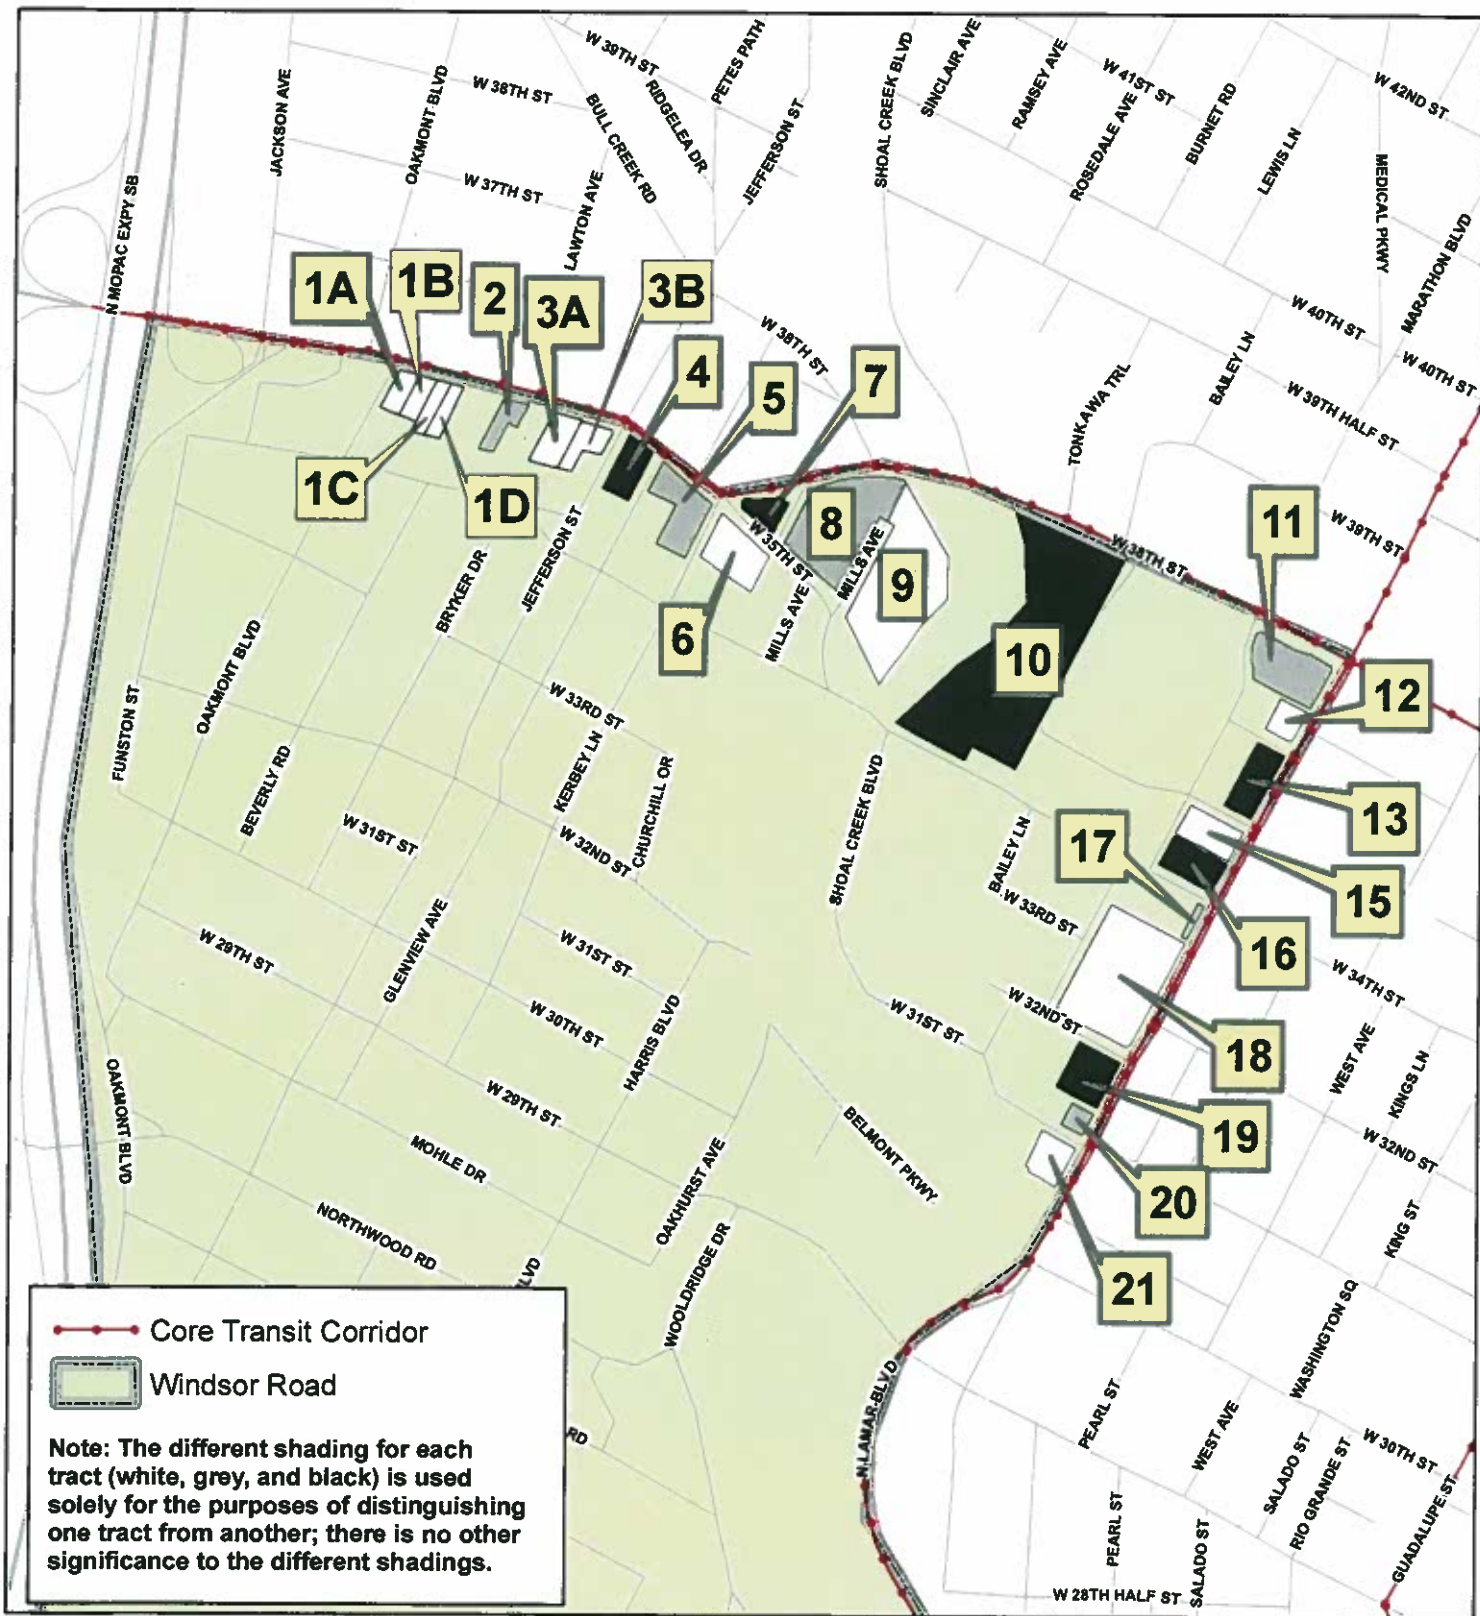 W 39TH ST
PETES PATH
SHOAL CREEK BLVD
SINCLAIR AVE
RAMSEY AVE
W 41ST ST
W 42ND ST
JACKSON AVE
OAKMONT BLVD
W 38TH ST
BULL CREEK RD
RIDGELEA DR
JEFFERSON ST
ROSEDALE AVE
BURNET RD
LEWIS LN
MEDICAL PKWY
MARATHON BLVD
W 37TH ST
LAWTON AVE
N MOPAC EXPY SB
1A
1B
2
3A
3B
W 38TH ST
4
5
7
TONKAWA TRL
BAILEY LN
W 40TH ST
W 40TH ST
W 39TH HALF ST
W 39TH ST
1C
1D
8
MILLS AVE
9
W 35TH ST
MILLS AVE
W 38TH ST
11
JEFFERSON ST
BRYKER DR
6
10
12
OAKMONT BLVD
FUNSTON ST
W 33RD ST
KERBEY LN
CHURCHILL DR
BEVERLY RD
W 31ST ST
W 32ND ST
SHOAL CREEK BLVD
BAILEY LN
W 33RD ST
13
17
15
16
W 29TH ST
GLENVIEW AVE
W 31ST ST
W 30TH ST
HARRIS BLVD
W 31ST ST
W 32ND ST
18
W 34TH ST
WEST AVE
KINGS LN
OAKMONT BLVD
W 29TH ST
MOHLE DR
BELMONT PKWY
19
20
W 32ND ST
KING ST
NORTHWOOD RD
BLVD
OAKHURST AVE
WOOLDRIDGE DR
21
WASHINGTON SQ
Core Transit Corridor
Windsor Road
Note: The different shading for each
tract (white, grey, and black) is used
solely for the purposes of distinguishing
one tract from another; there is no other
significance to the different shadings.
RD
N LAMAR BLVD
PEARL ST
WEST AVE
SALADO ST
RIO GRANDE ST
W 30TH ST
GUADALUPE ST
PEARL ST
SALADO ST
W 28TH HALF ST